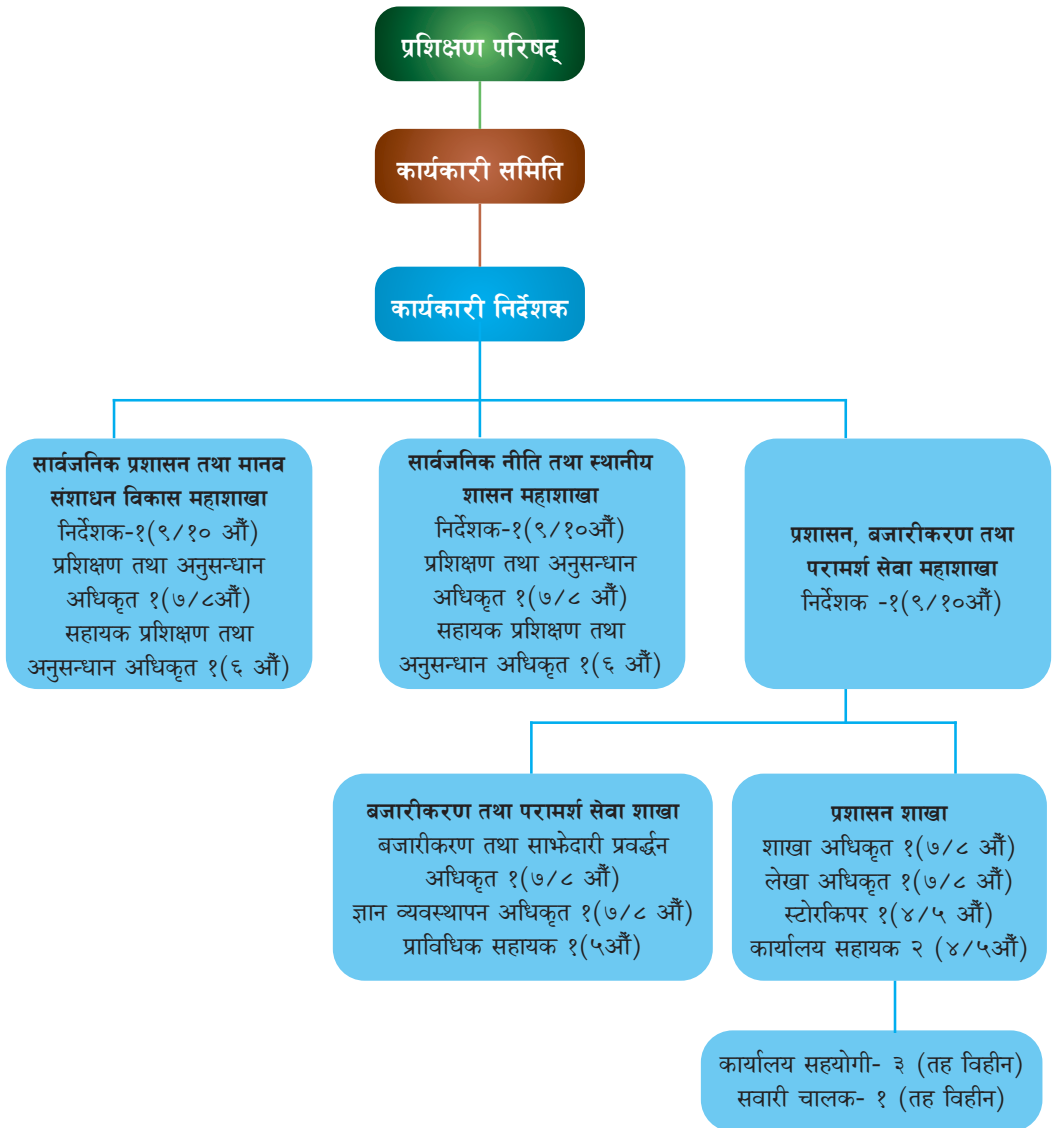 प्रशिक्षण परिषद्
कार्यकारी समिति
कार्यकारी निर्देशक
सार्वजनिक प्रशासन तथा मानव
संशाधन विकास महाशाखा
निर्देशक-१(९/१० औँ)
प्रशिक्षण तथा अनुसन्धान
अधिकृत १(७/८औँ)
सहायक प्रशिक्षण तथा
अनुसन्धान अधिकृत १(६ औँ)
सार्वजनिक नीति तथा स्थानीय
शासन महाशाखा
निर्देशक-१(९/१०औँ)
प्रशिक्षण तथा अनुसन्धान
अधिकृत १(७/८ औँ)
सहायक प्रशिक्षण तथा
अनुसन्धान अधिकृत १(६ औँ)
प्रशासन, बजारीकरण तथा
परामर्श सेवा महाशाखा
निर्देशक -१(९/१०औँ)
बजारीकरण तथा परामर्श सेवा शाखा
बजारीकरण तथा साझेदारी प्रवर्द्धन
अधिकृत १(७/८ औँ)
ज्ञान व्यवस्थापन अधिकृत १(७/८ औँ)
प्राविधिक सहायक १(५औँ)
प्रशासन शाखा
शाखा अधिकृत १(७/८ औँ)
लेखा अधिकृत १(७/८ औँ)
स्टोरकिपर १(४/५ औँ)
कार्यालय सहायक २ (४/५औँ)
कार्यालय सहयोगी- ३ (तह विहीन)
सवारी चालक- १ (तह विहीन)